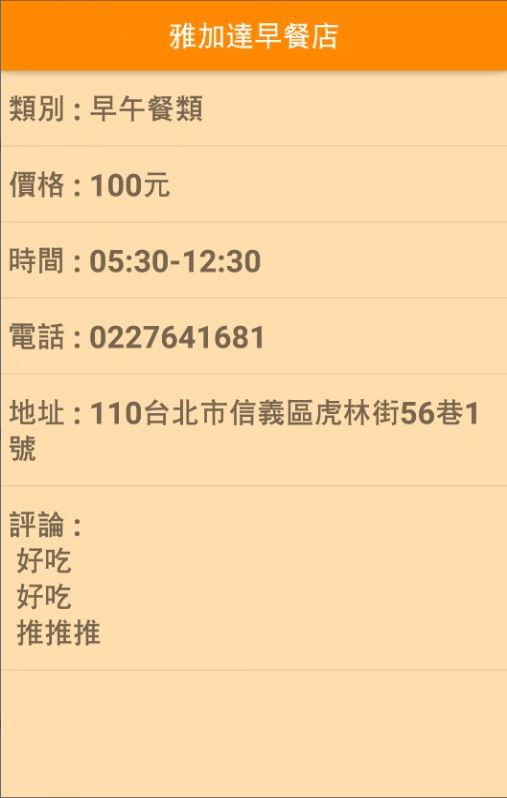 雅加達早餐店
類別 : 早午餐類
價格 : 100元
時間 : 05:30-12:30
電話 : 0227641681
地址 : 110台北市信義區虎林街56巷1
號
評論 :
好吃
好吃
推推推